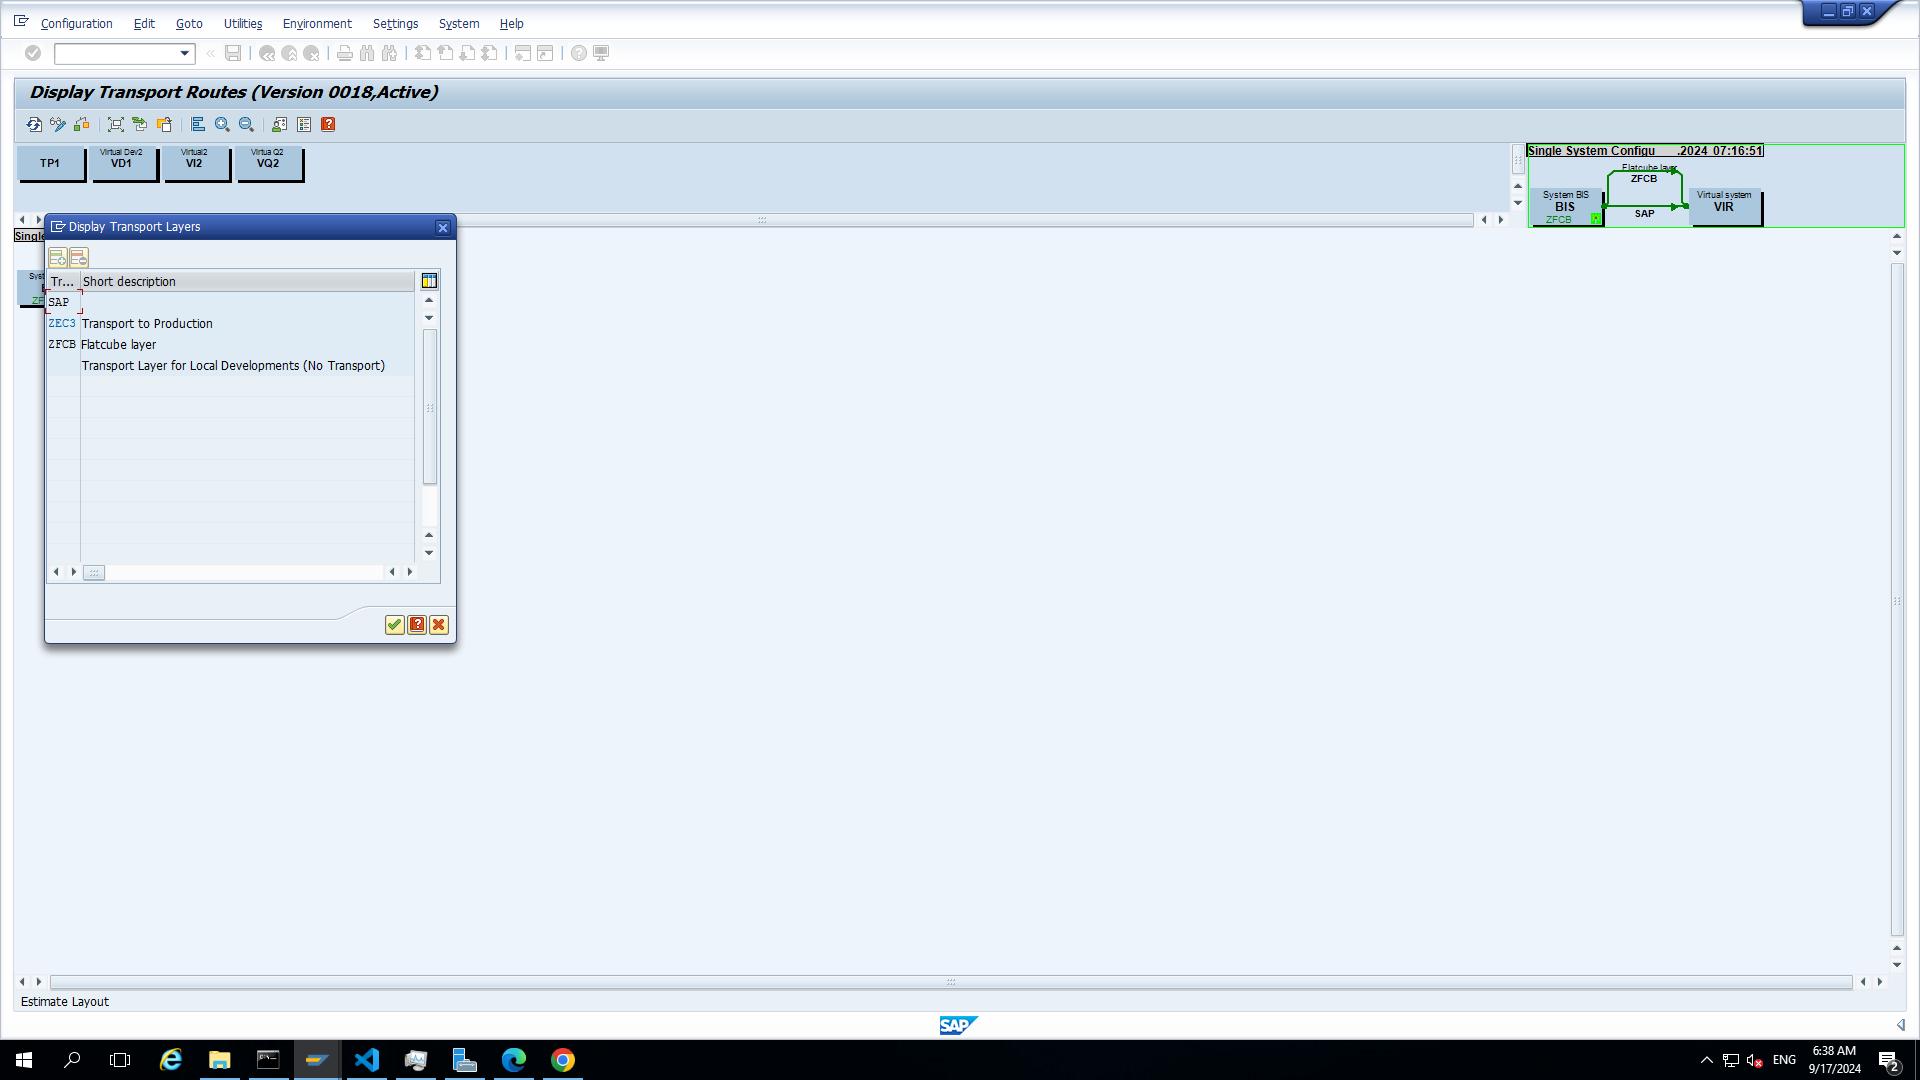 Configuration Edit Goto Utilities Environment Settings System Help
Display Transport Routes (Version 0018,Active)
TP1
Virtual Dev2
VD1
Virtual2
VI2
Virtua Q2
VQ2
Single System Configu .2024 07:16:51
Flatcube layer
ZFCB
System BIS
BIS
ZFCB
SAP
Virtual system
VIR
Single
Syst
ZF
Display Transport Layers
Tr... Short description
SAP
ZEC3 Transport to Production
ZFCB Flatcube layer
Transport Layer for Local Developments (No Transport)
Estimate Layout
SAP
ENG
6:38 AM
9/17/2024
2